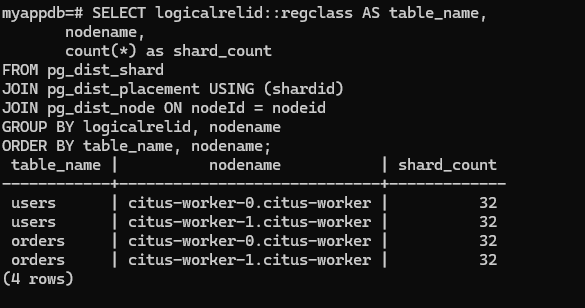 myappdb=# SELECT logicalrelid::regclass AS table_name,
       nodename,
       count(*) as shard_count
FROM pg_dist_shard
JOIN pg_dist_placement USING (shardid)
JOIN pg_dist_node ON nodeId = nodeid
GROUP BY logicalrelid, nodename
ORDER BY table_name, nodename;
 table_name |          nodename           | shard_count
------------+-----------------------------+-------------
 users      | citus-worker-0.citus-worker |          32
 users      | citus-worker-1.citus-worker |          32
 orders     | citus-worker-0.citus-worker |          32
 orders     | citus-worker-1.citus-worker |          32
(4 rows)